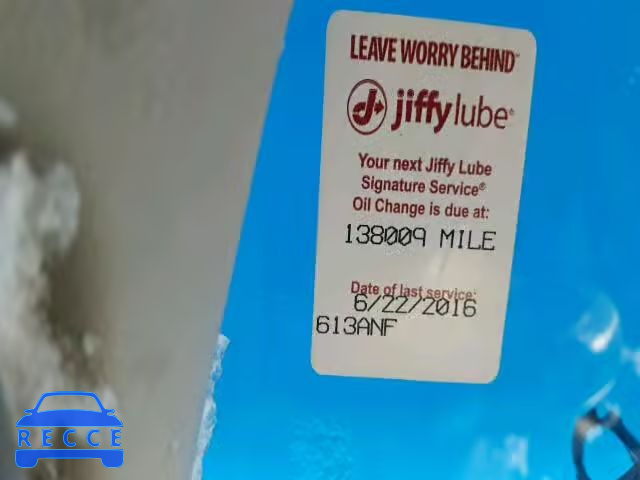 LEAVE WORRY BEHIND™
jiffy lube®
Your next Jiffy Lube
Signature Service®
Oil Change is due at:
138009 MILE
Date of last service:
6/22/2016
613ANF
RECCE